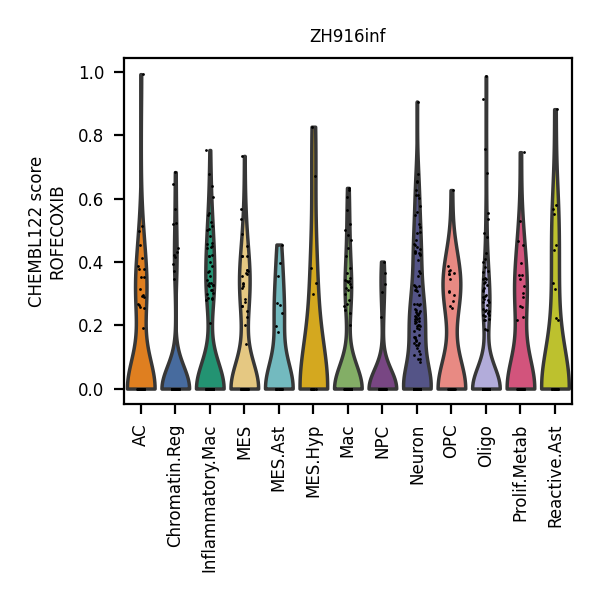 ZH916inf
CHEMBL122 score
ROFECOXIB
1.0
0.8
0.6
0.4
0.2
0.0
AC
Chromatin.Reg
Inflammatory.Mac
MES
MES.Ast
MES.Hyp
Mac
NPC
Neuron
OPC
Oligo
Prolif.Metab
Reactive.Ast